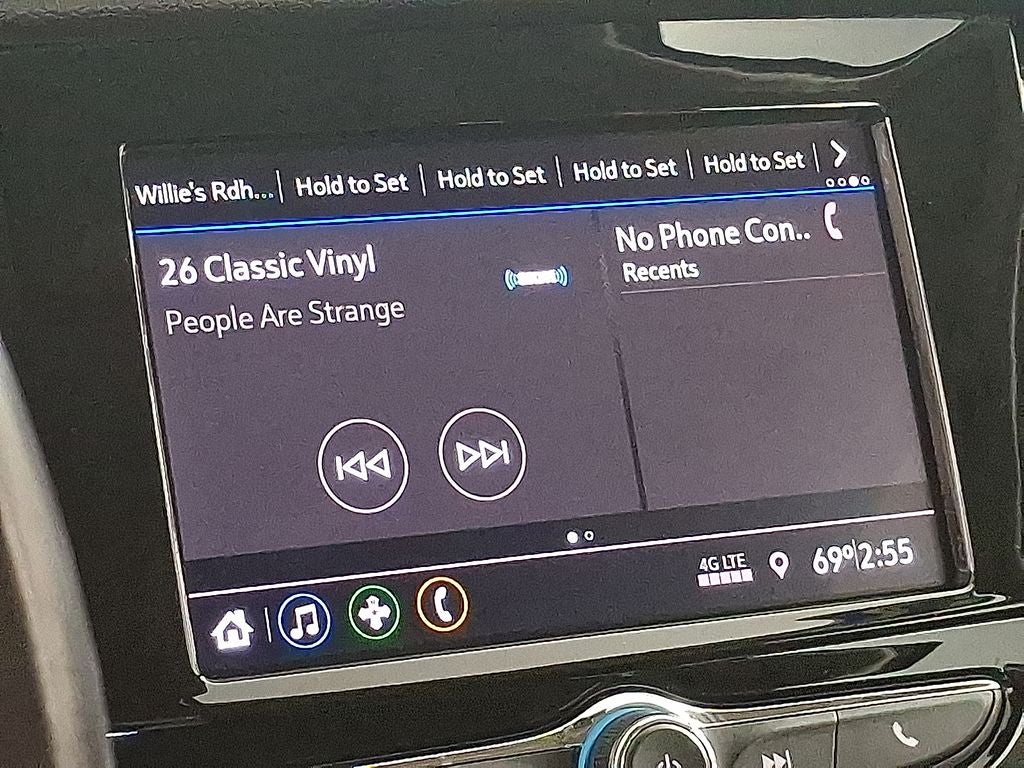 Willie's Rdh... Hold to Set Hold to Set Hold to Set Hold to Set
26 Classic Vinyl
People Are Strange
No Phone Con..
Recents
4G LTE
69° 2:55